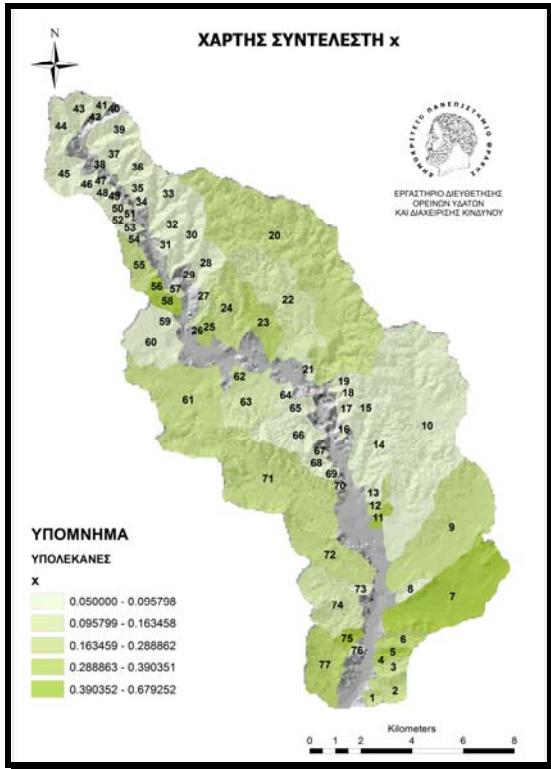 ΧΑΡΤΗΣ ΣΥΝΤΕΛΕΣΤΗ x
N
ΔΗΜΟΚΡΙΤΕΙΟ ΠΑΝΕΠΙΣΤΗΜΙΟ ΘΡΑΚΗΣ
ΕΡΓΑΣΤΗΡΙΟ ΔΙΕΥΘΕΤΗΣΗΣ
ΟΡΕΙΝΩΝ ΥΔΑΤΩΝ
ΚΑΙ ΔΙΑΧΕΙΡΙΣΗΣ ΚΙΝΔΥΝΟΥ
43 41 40
42
44 39
37
38 36
45 46 47 35 33
48 49 34
50 51
52 53 32 30 20
54 31
55 28
29
56 57 27 22
58 24
59 26 25 23
60
21
62 19
61 63 64 18
65 17 15 10
66 16
14
67
68
71 69
70 13
12
11 9
72
73 8
74 7
75 6
76 5
77 4 3
2
1
ΥΠΟΜΝΗΜΑ
ΥΠΟΛΕΚΑΝΕΣ
x
0.050000 - 0.095798
0.095799 - 0.163458
0.163459 - 0.288862
0.288863 - 0.390351
0.390352 - 0.679252
Kilometers
0 1 2 4 6 8